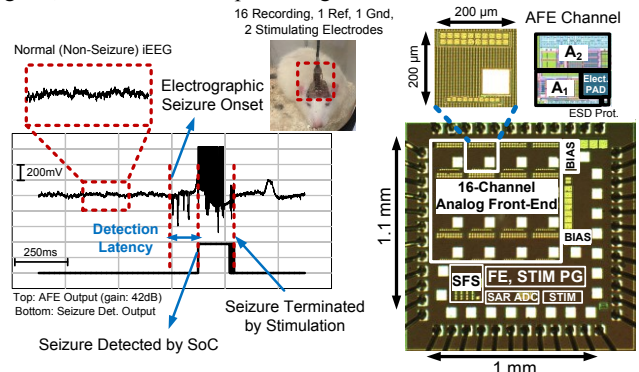 16 Recording, 1 Ref, 1 Gnd,
2 Stimulating Electrodes
Normal (Non-Seizure) iEEG
Electrographic
Seizure Onset
200mV
Detection
Latency
250ms
Top: AFE Output (gain: 42dB)
Bottom: Seizure Det. Output
Seizure Terminated
by Stimulation
Seizure Detected by SoC
200 µm
200 µm
AFE Channel
A2
A1
Elect.
PAD
ESD Prot.
BIAS
16-Channel
Analog Front-End
BIAS
SFS
FE, STIM PG
SAR ADC
STIM
1.1 mm
1 mm